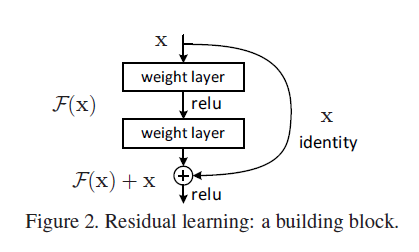 x
weight layer
F(x)
relu
x
weight layer
identity
F(x) + x
relu
Figure 2. Residual learning: a building block.